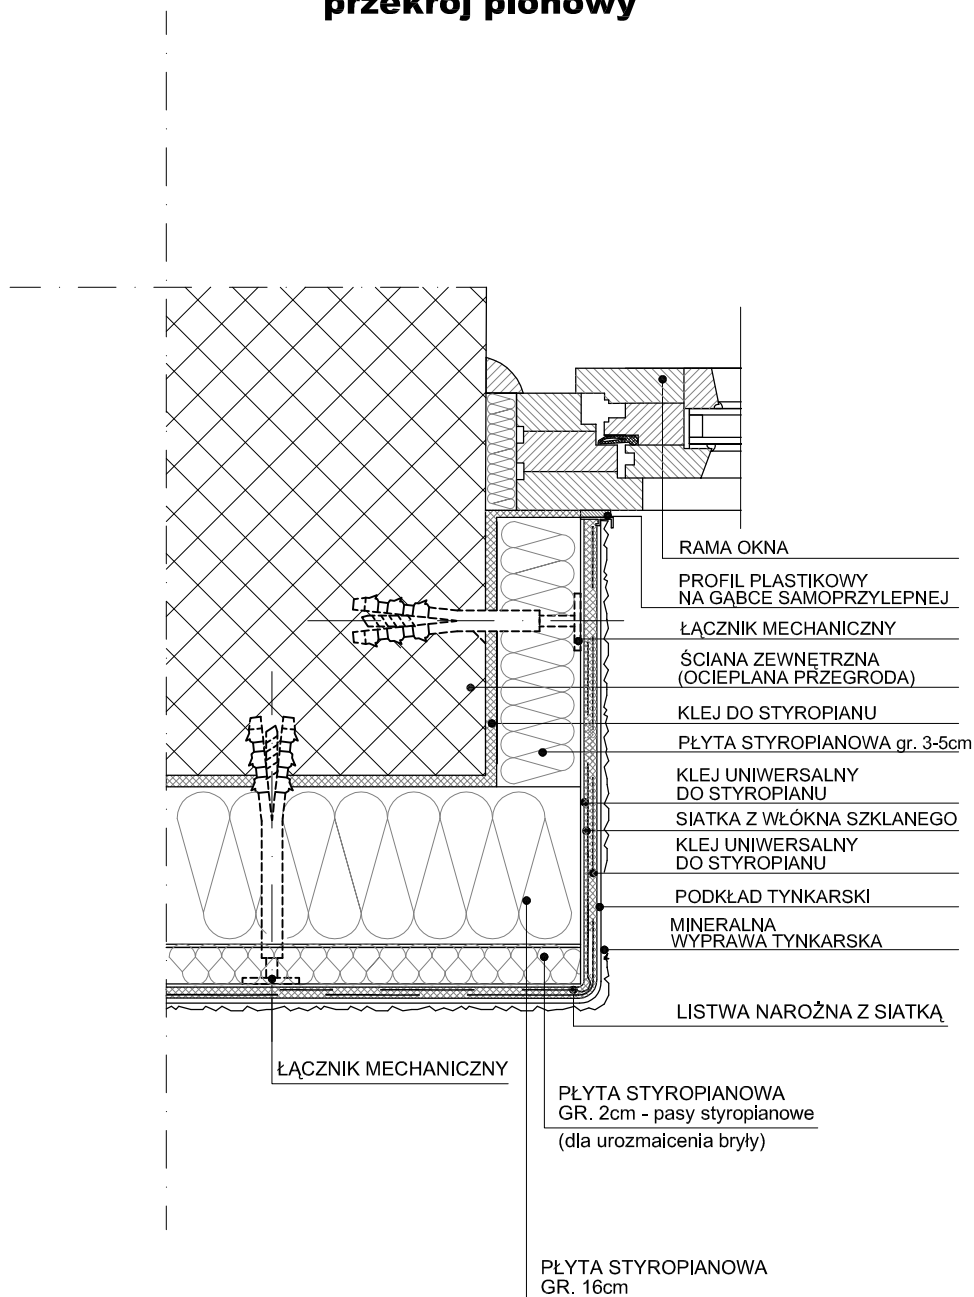 przekrój pionowy
RAMA OKNA
PROFIL PLASTIKOWY
NA GĄBCE SAMOPRZYLEPNEJ
ŁĄCZNIK MECHANICZNY
ŚCIANA ZEWNĘTRZNA
(OCIEPLANA PRZEGRODA)
KLEJ DO STYROPIANU
PŁYTA STYROPIANOWA gr. 3-5cm
KLEJ UNIWERSALNY
DO STYROPIANU
SIATKA Z WŁÓKNA SZKLANEGO
KLEJ UNIWERSALNY
DO STYROPIANU
PODKŁAD TYNKARSKI
MINERALNA
WYPRAWA TYNKARSKA
LISTWA NAROŻNA Z SIATKĄ
ŁĄCZNIK MECHANICZNY
PŁYTA STYROPIANOWA
GR. 2cm - pasy styropianowe
(dla urozmaicenia bryły)
PŁYTA STYROPIANOWA
GR. 16cm